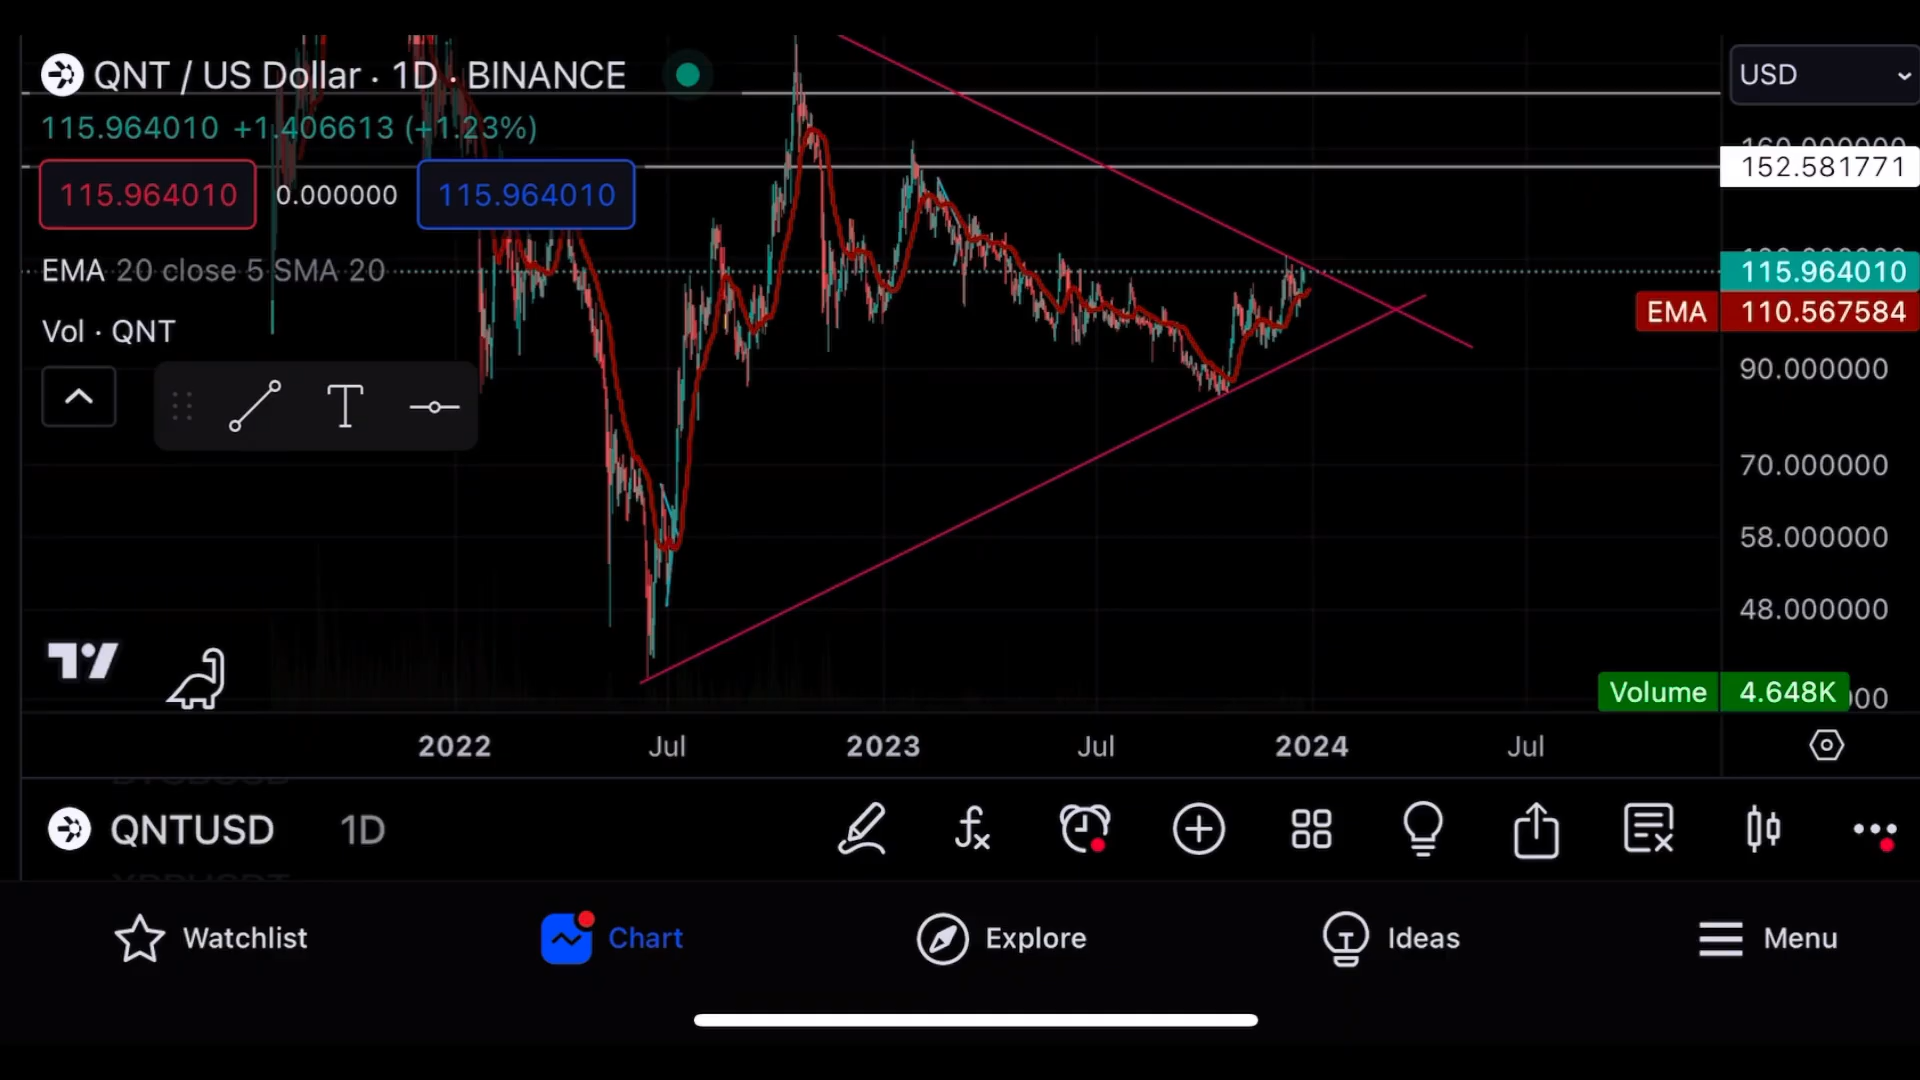 QNT / US Dollar · 1D · BINANCE
USD
115.964010 +1.406613 (+1.23%)
160.000000
152.581771
115.964010 0.000000 115.964010
EMA 20 close 5 SMA 20
115.964010
EMA 110.567584
Vol · QNT
90.000000
T
70.000000
58.000000
48.000000
Volume 4.648K
2022 Jul 2023 Jul 2024 Jul
QNTUSD 1D
Watchlist Chart Explore Ideas Menu